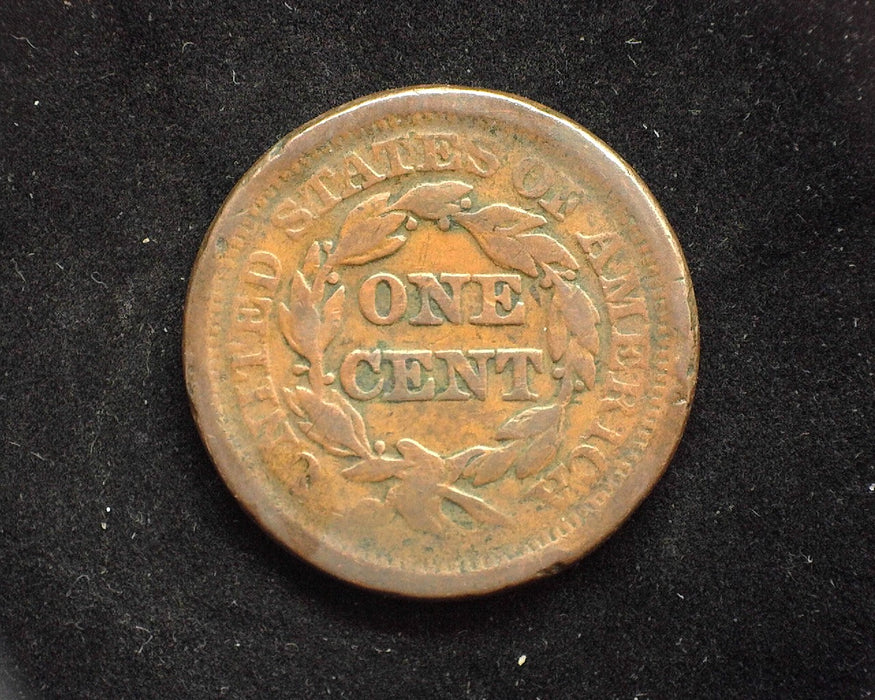 UNITED STATES OF AMERICA
ONE
CENT